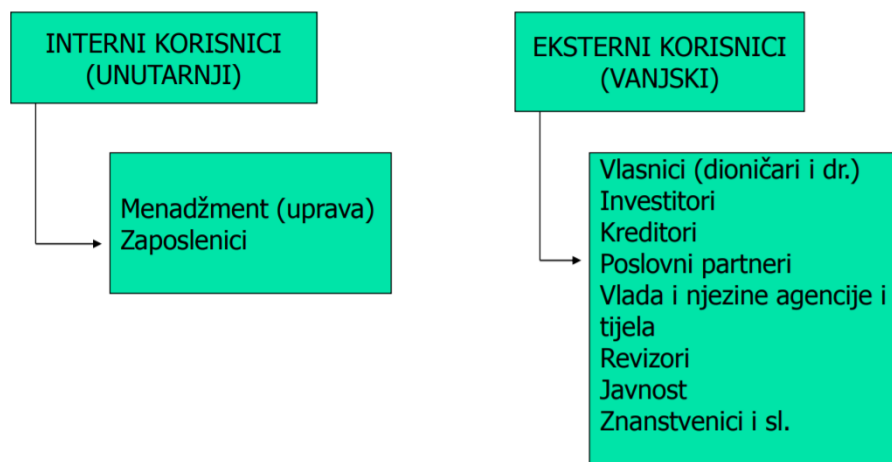 INTERNI KORISNICI
(UNUTARNJI)
Menadžment (uprava)
Zaposlenici
EKSTERNI KORISNICI
(VANJSKI)
Vlasnici (dioničari i dr.)
Investitori
Kreditori
Poslovni partneri
Vlada i njezine agencije i
tijela
Revizori
Javnost
Znanstvenici i sl.